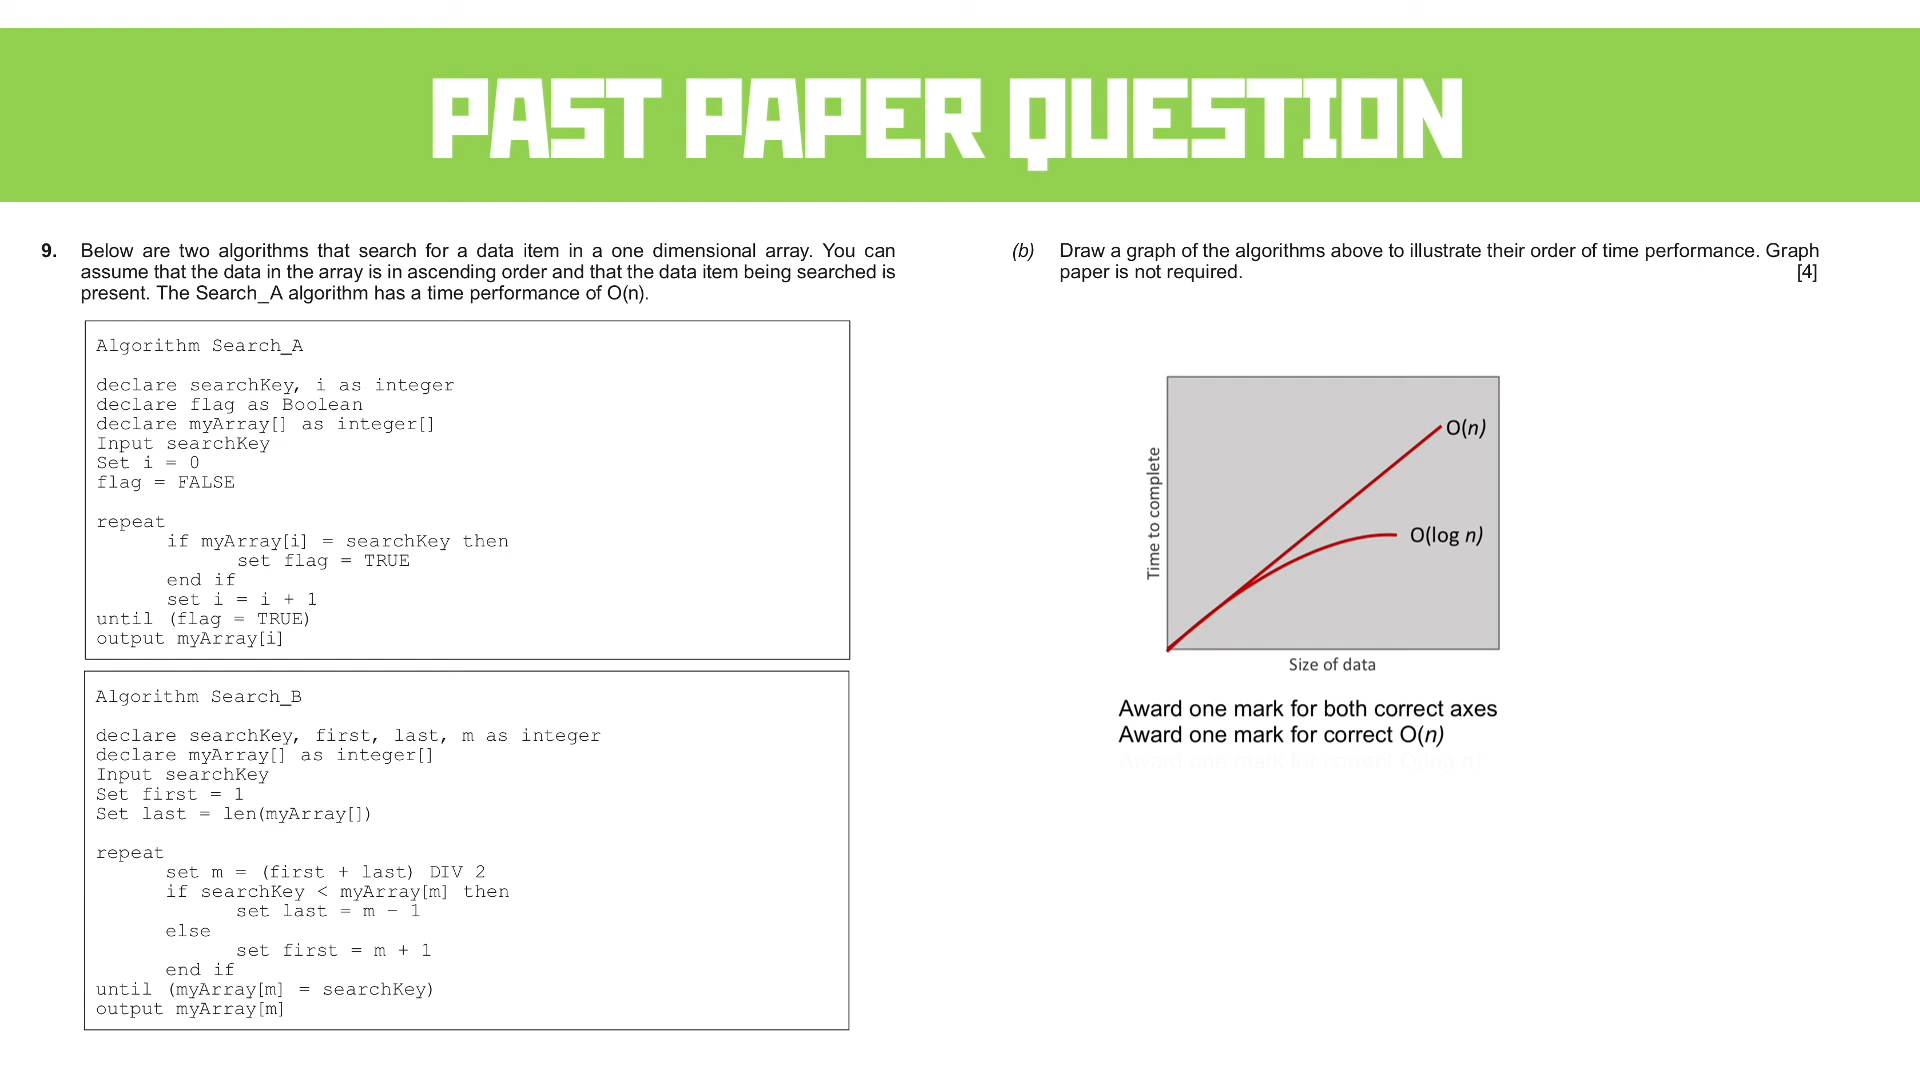 PAST PAPER QUESTION
9. Below are two algorithms that search for a data item in a one dimensional array. You can
assume that the data in the array is in ascending order and that the data item being searched is
present. The Search_A algorithm has a time performance of O(n).
Algorithm Search_A
declare searchKey, i as integer
declare flag as Boolean
declare myArray[] as integer[]
Input searchKey
Set i = 0
flag = FALSE
repeat
if myArray[i] = searchKey then
set flag = TRUE
end if
set i = i + 1
until (flag = TRUE)
output myArray[i]
Algorithm Search_B
declare searchKey, first, last, m as integer
declare myArray[] as integer[]
Input searchKey
Set first = 1
Set last = len(myArray[])
repeat
set m = (first + last) DIV 2
if searchKey < myArray[m] then
set last = m − 1
else
set first = m + 1
end if
until (myArray[m] = searchKey)
output myArray[m]
(b) Draw a graph of the algorithms above to illustrate their order of time performance. Graph
paper is not required. [4]
Time to complete
O(n)
O(log n)
Size of data
Award one mark for both correct axes
Award one mark for correct O(n)
Award one mark for correct O(log n)